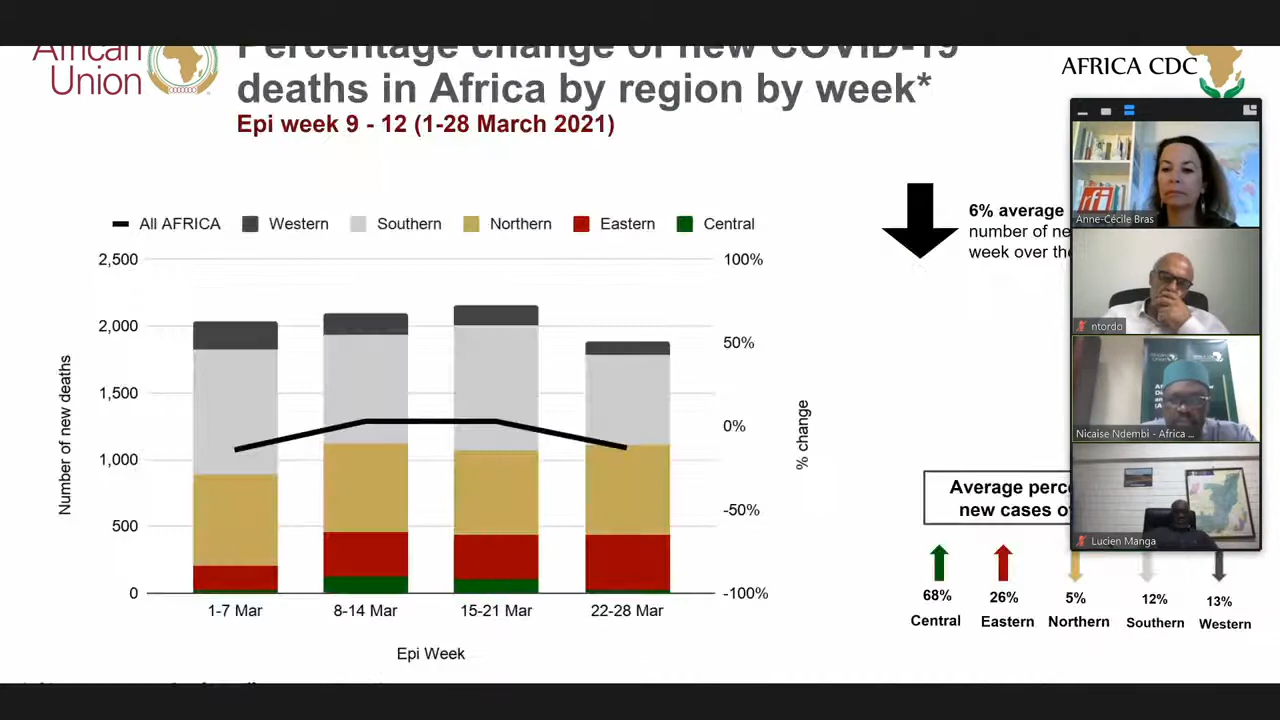 African
Union
Percentage change of new COVID-19
deaths in Africa by region by week*
Epi week 9 - 12 (1-28 March 2021)
AFRICA CDC
All AFRICA
Western
Southern
Northern
Eastern
Central
2,500
2,000
1,500
1,000
500
0
Number of new deaths
100%
50%
0%
-50%
-100%
% change
1-7 Mar
8-14 Mar
15-21 Mar
22-28 Mar
Epi Week
6% average
number of ne
week over the
Average perce
new cases o
68%
26%
5%
12%
13%
Central
Eastern
Northern
Southern
Western
rfi
Anne-Cécile Bras
ntordo
Nicaise Ndembi - Africa ...
Lucien Manga